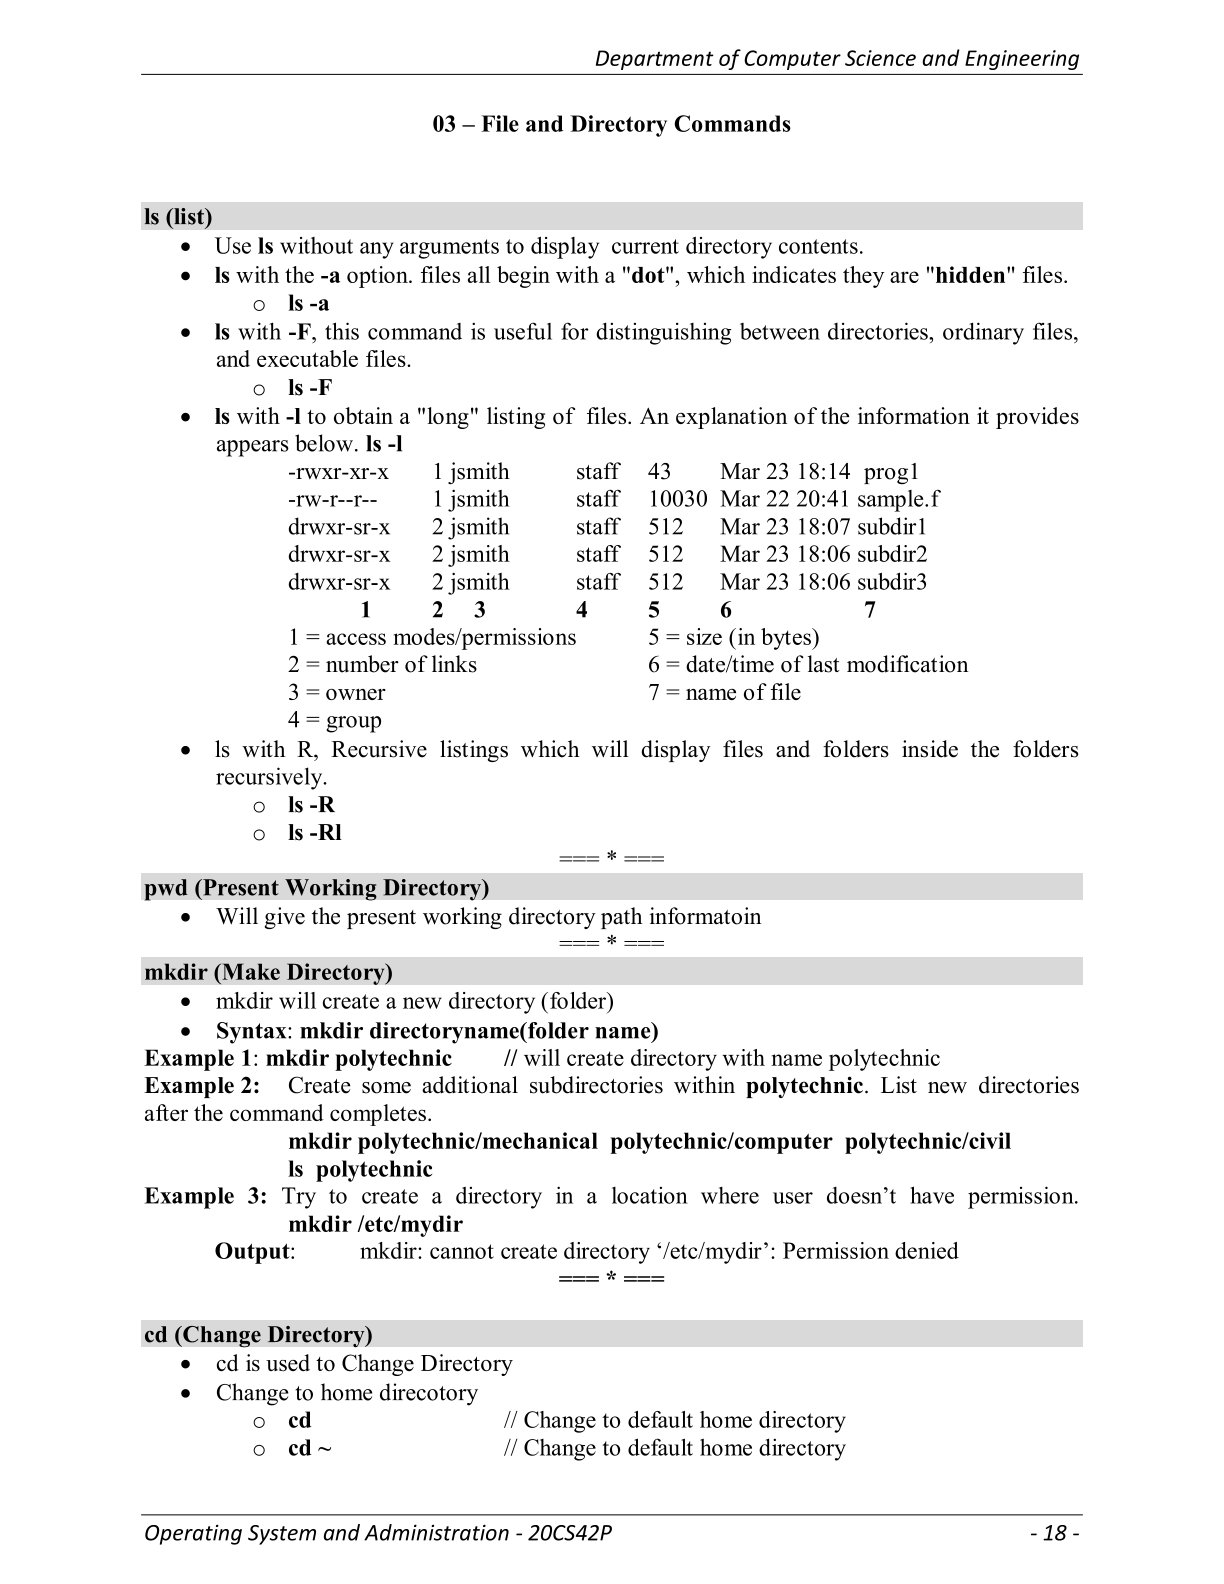 Department of Computer Science and Engineering
03 – File and Directory Commands
ls (list)
• Use ls without any arguments to display current directory contents.
• ls with the -a option. files all begin with a "dot", which indicates they are "hidden" files.
o ls -a
• ls with -F, this command is useful for distinguishing between directories, ordinary files,
and executable files.
o ls -F
• ls with -l to obtain a "long" listing of files. An explanation of the information it provides
appears below. ls -l
-rwxr-xr-x 1 jsmith staff 43 Mar 23 18:14 prog1
-rw-r--r-- 1 jsmith staff 10030 Mar 22 20:41 sample.f
drwxr-sr-x 2 jsmith staff 512 Mar 23 18:07 subdir1
drwxr-sr-x 2 jsmith staff 512 Mar 23 18:06 subdir2
drwxr-sr-x 2 jsmith staff 512 Mar 23 18:06 subdir3
1 2 3 4 5 6 7
1 = access modes/permissions 5 = size (in bytes)
2 = number of links 6 = date/time of last modification
3 = owner 7 = name of file
4 = group
• ls with R, Recursive listings which will display files and folders inside the folders
recursively.
o ls -R
o ls -Rl
=== * ===
pwd (Present Working Directory)
• Will give the present working directory path informatoin
=== * ===
mkdir (Make Directory)
• mkdir will create a new directory (folder)
• Syntax: mkdir directoryname(folder name)
Example 1: mkdir polytechnic // will create directory with name polytechnic
Example 2: Create some additional subdirectories within polytechnic. List new directories
after the command completes.
mkdir polytechnic/mechanical polytechnic/computer polytechnic/civil
ls polytechnic
Example 3: Try to create a directory in a location where user doesn’t have permission.
mkdir /etc/mydir
Output: mkdir: cannot create directory ‘/etc/mydir’: Permission denied
=== * ===
cd (Change Directory)
• cd is used to Change Directory
• Change to home direcotory
o cd // Change to default home directory
o cd ~ // Change to default home directory
Operating System and Administration - 20CS42P - 18 -